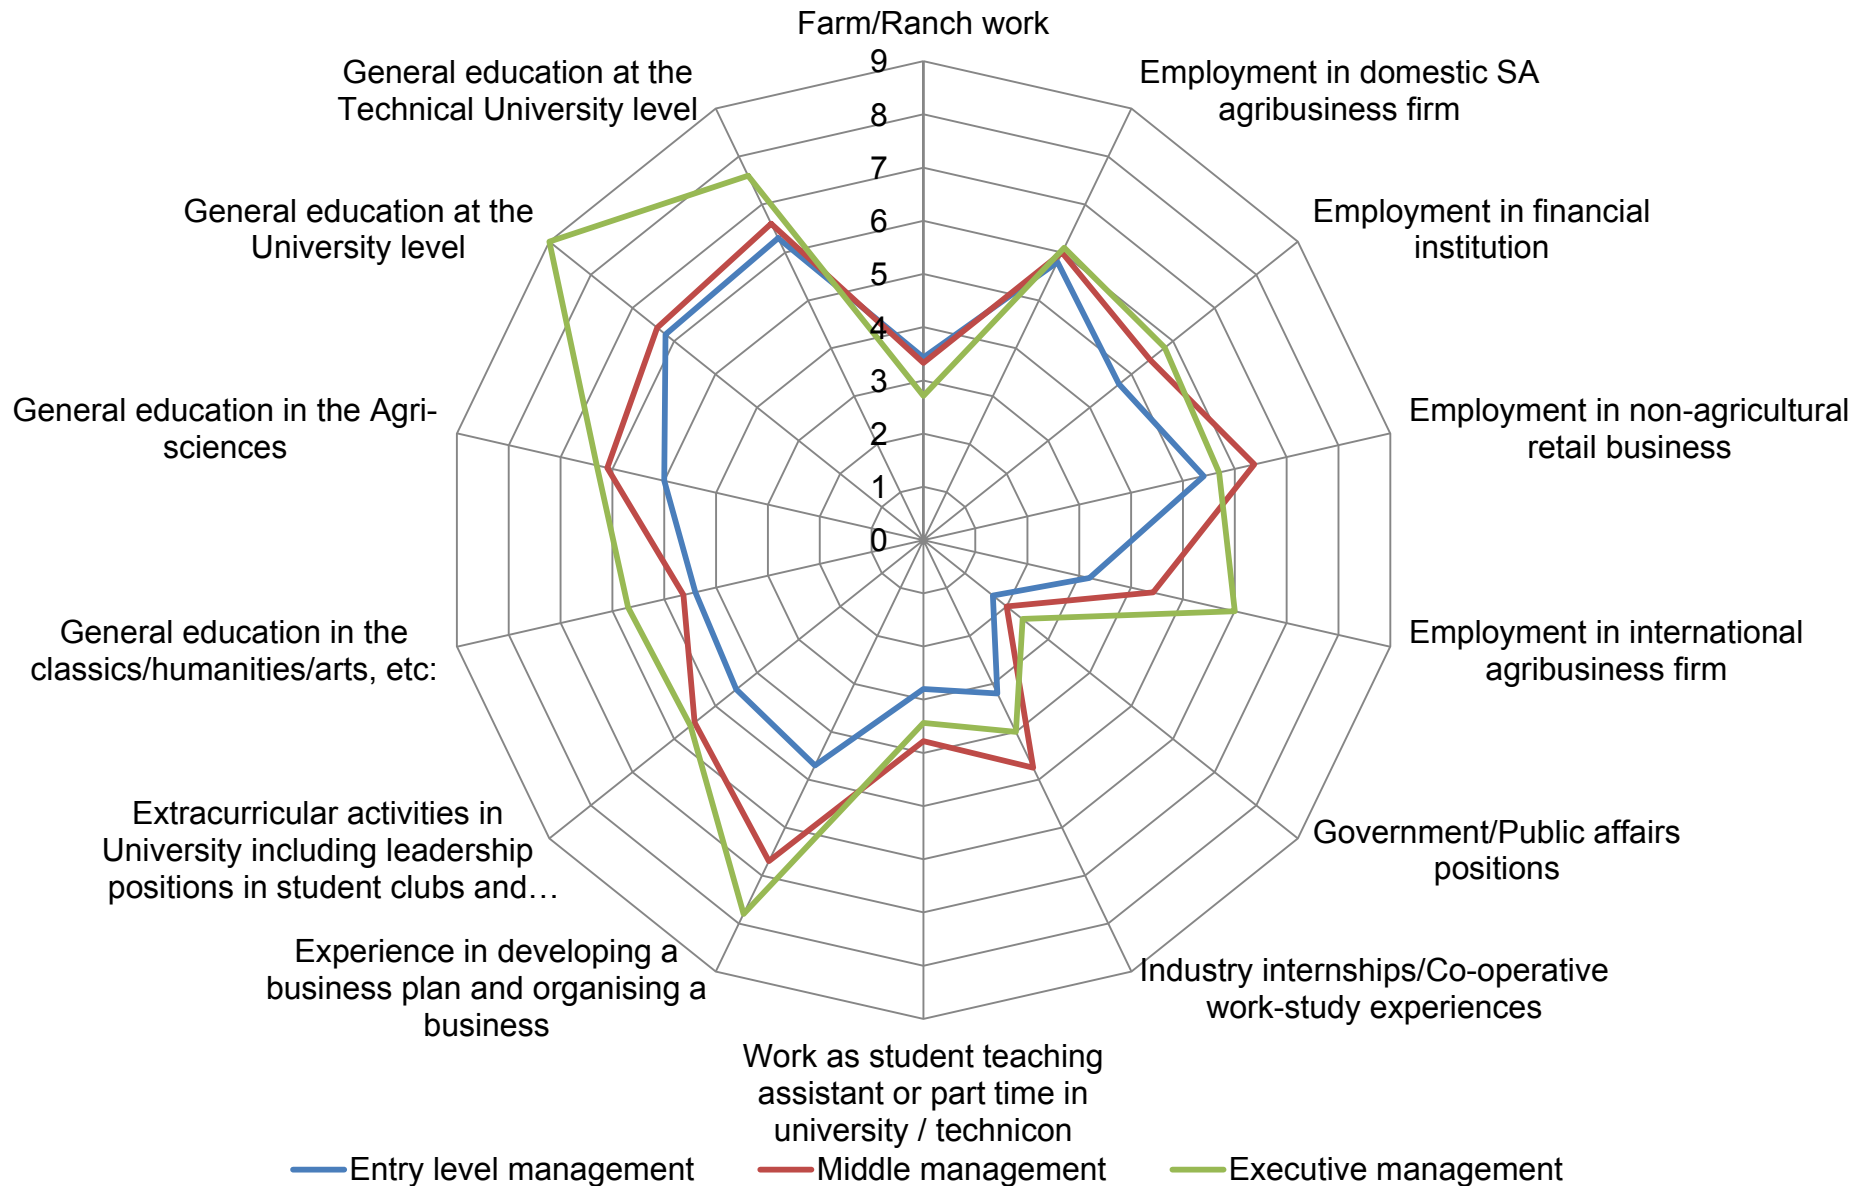 Farm/Ranch work
Employment in domestic SA
agribusiness firm
Employment in financial
institution
Employment in non-agricultural
retail business
Employment in international
agribusiness firm
Government/Public affairs
positions
Industry internships/Co-operative
work-study experiences
Work as student teaching
assistant or part time in
university / technicon
Experience in developing a
business plan and organising a
business
Extracurricular activities in
University including leadership
positions in student clubs and…
General education in the
classics/humanities/arts, etc:
General education in the Agri-
sciences
General education at the
University level
General education at the
Technical University level
9
8
7
6
5
4
3
2
1
0
Entry level management
Middle management
Executive management